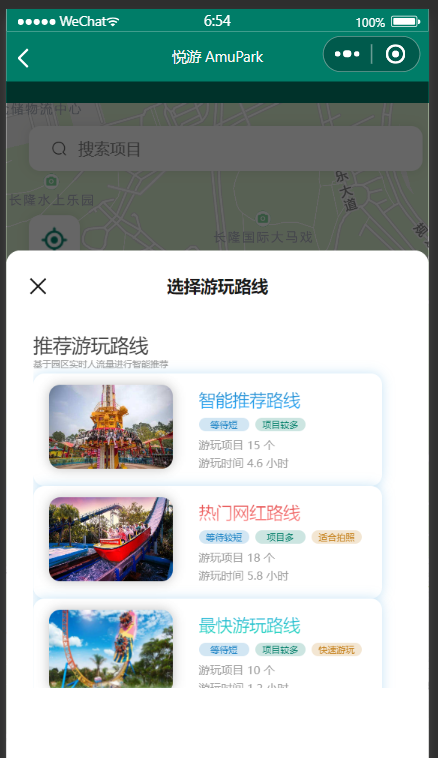 WeChat 6:54 100%
悦游 AmuPark
储物流中心
搜索项目
长隆水上乐园
乐大道
长隆国际大马戏
选择游玩路线
推荐游玩路线
基于园区实时人流量进行智能推荐
智能推荐路线
等待短 项目较多
游玩项目 15 个
游玩时间 4.6 小时
热门网红路线
等待较短 项目多 适合拍照
游玩项目 18 个
游玩时间 5.8 小时
最快游玩路线
等待短 项目较多 快速游玩
游玩项目 10 个
游玩时间 1.3 小时